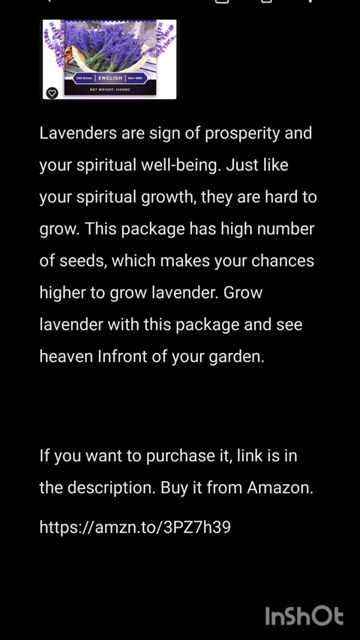 ENGLISH
NET WEIGHT: 1400MG
Lavenders are sign of prosperity and
your spiritual well-being. Just like
your spiritual growth, they are hard to
grow. This package has high number
of seeds, which makes your chances
higher to grow lavender. Grow
lavender with this package and see
heaven Infront of your garden.
If you want to purchase it, link is in
the description. Buy it from Amazon.
https://amzn.to/3PZ7h39
InShOt